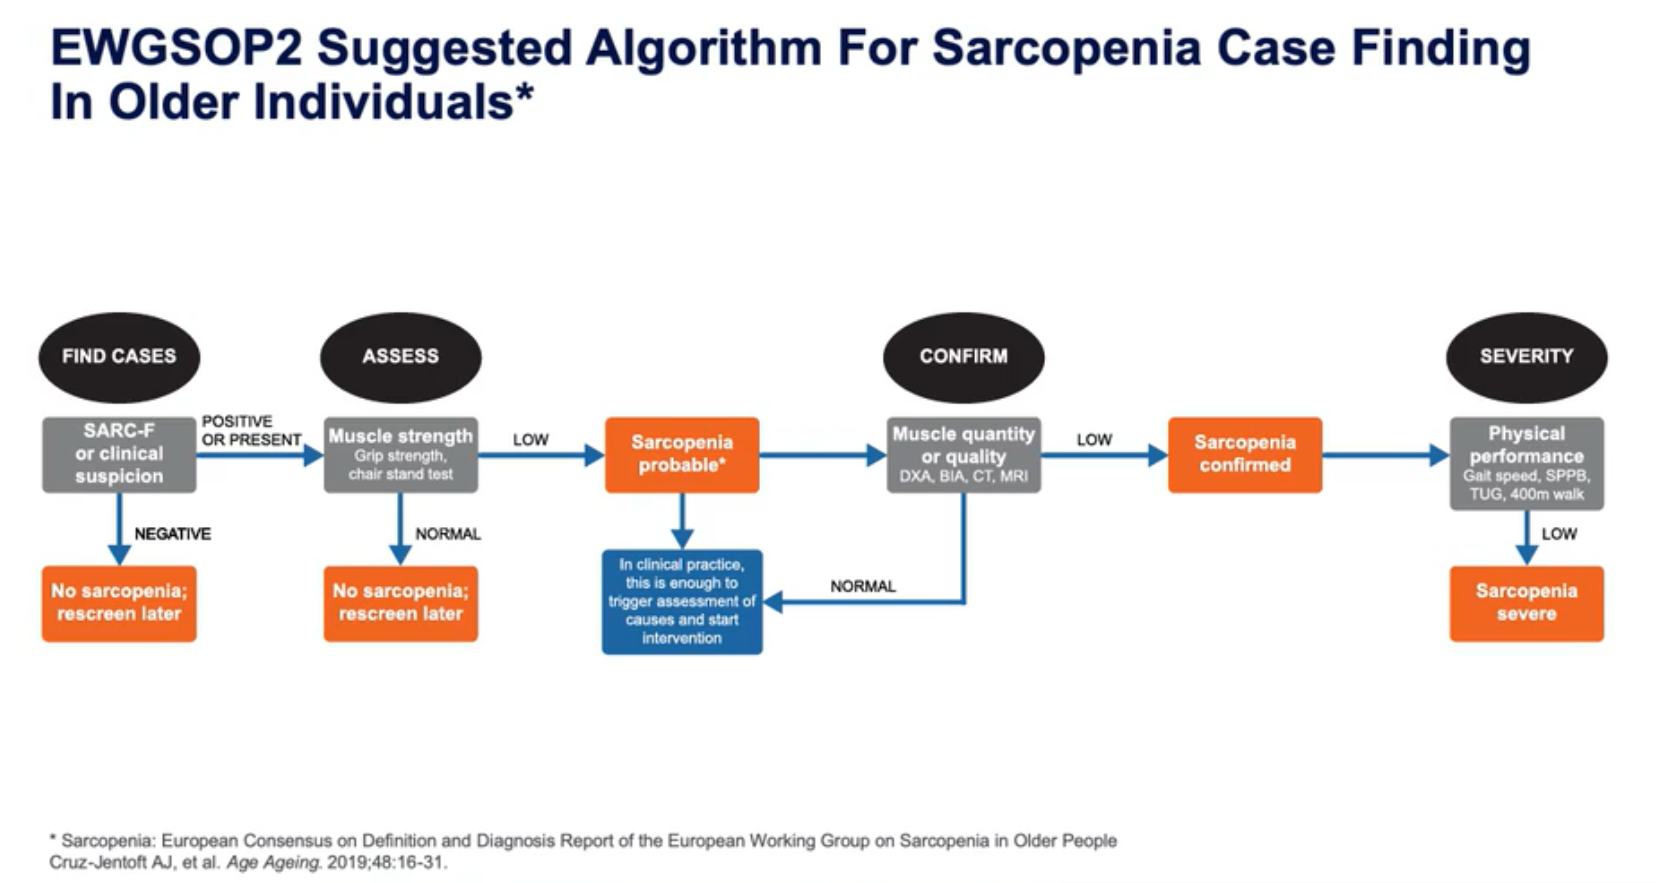 EWGSOP2 Suggested Algorithm For Sarcopenia Case Finding
In Older Individuals*
FIND CASES
ASSESS
CONFIRM
SEVERITY
SARC-F
or clinical
suspicion
POSITIVE
OR PRESENT
Muscle strength
Grip strength,
chair stand test
LOW
Sarcopenia
probable*
Muscle quantity
or quality
DXA, BIA, CT, MRI
LOW
Sarcopenia
confirmed
Physical
performance
Gait speed, SPPB,
TUG, 400m walk
NEGATIVE
NORMAL
LOW
No sarcopenia;
rescreen later
No sarcopenia;
rescreen later
In clinical practice,
this is enough to
trigger assessment of
causes and start
intervention
NORMAL
Sarcopenia
severe
* Sarcopenia: European Consensus on Definition and Diagnosis Report of the European Working Group on Sarcopenia in Older People
Cruz-Jentoft AJ, et al. Age Ageing. 2019;48:16-31.